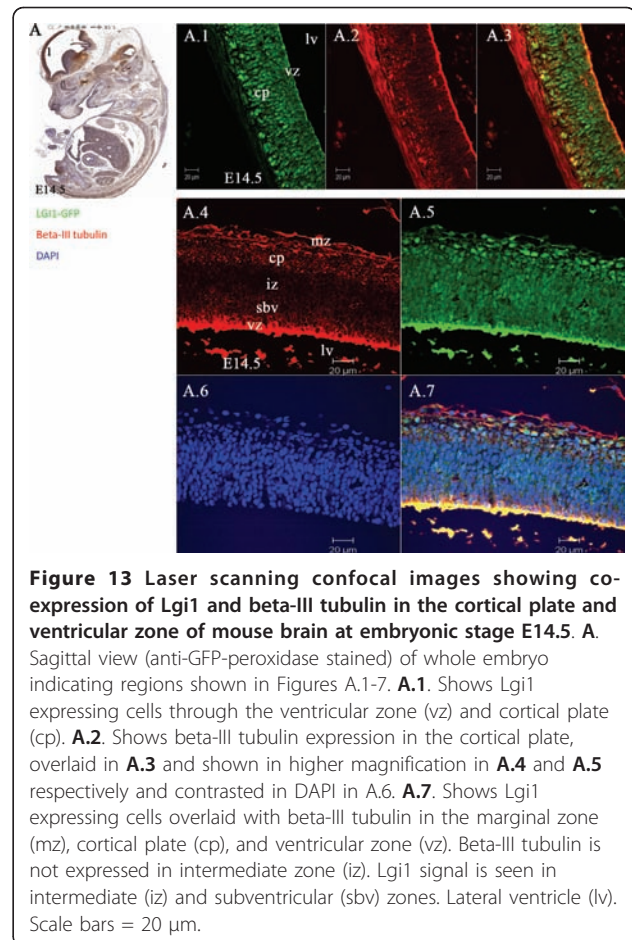 A
1
E14.5
LGI1-GFP
Beta-III tubulin
DAPI
A.1
lv
vz
cp
20 µm
E14.5
A.2
20 µm
A.3
20 µm
A.4
mz
cp
iz
sbv
vz
lv
E14.5
20 µm
A.5
20 µm
A.6
20 µm
A.7
20 µm
Figure 13 Laser scanning confocal images showing co-
expression of Lgi1 and beta-III tubulin in the cortical plate and
ventricular zone of mouse brain at embryonic stage E14.5. A.
Sagittal view (anti-GFP-peroxidase stained) of whole embryo
indicating regions shown in Figures A.1-7. A.1. Shows Lgi1
expressing cells through the ventricular zone (vz) and cortical plate
(cp). A.2. Shows beta-III tubulin expression in the cortical plate,
overlaid in A.3 and shown in higher magnification in A.4 and A.5
respectively and contrasted in DAPI in A.6. A.7. Shows Lgi1
expressing cells overlaid with beta-III tubulin in the marginal zone
(mz), cortical plate (cp), and ventricular zone (vz). Beta-III tubulin is
not expressed in intermediate zone (iz). Lgi1 signal is seen in
intermediate (iz) and subventricular (sbv) zones. Lateral ventricle (lv).
Scale bars = 20 µm.